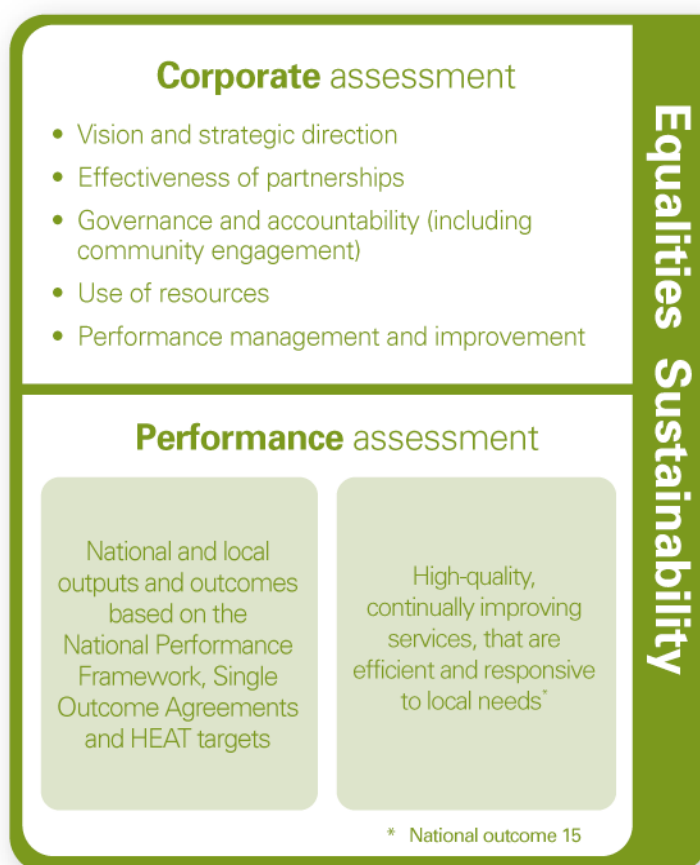 Corporate assessment
• Vision and strategic direction
• Effectiveness of partnerships
• Governance and accountability (including
community engagement)
• Use of resources
• Performance management and improvement
Performance assessment
National and local
outputs and outcomes
based on the
National Performance
Framework, Single
Outcome Agreements
and HEAT targets
High-quality,
continually improving
services, that are
efficient and responsive
to local needs*
* National outcome 15
Equalities Sustainability